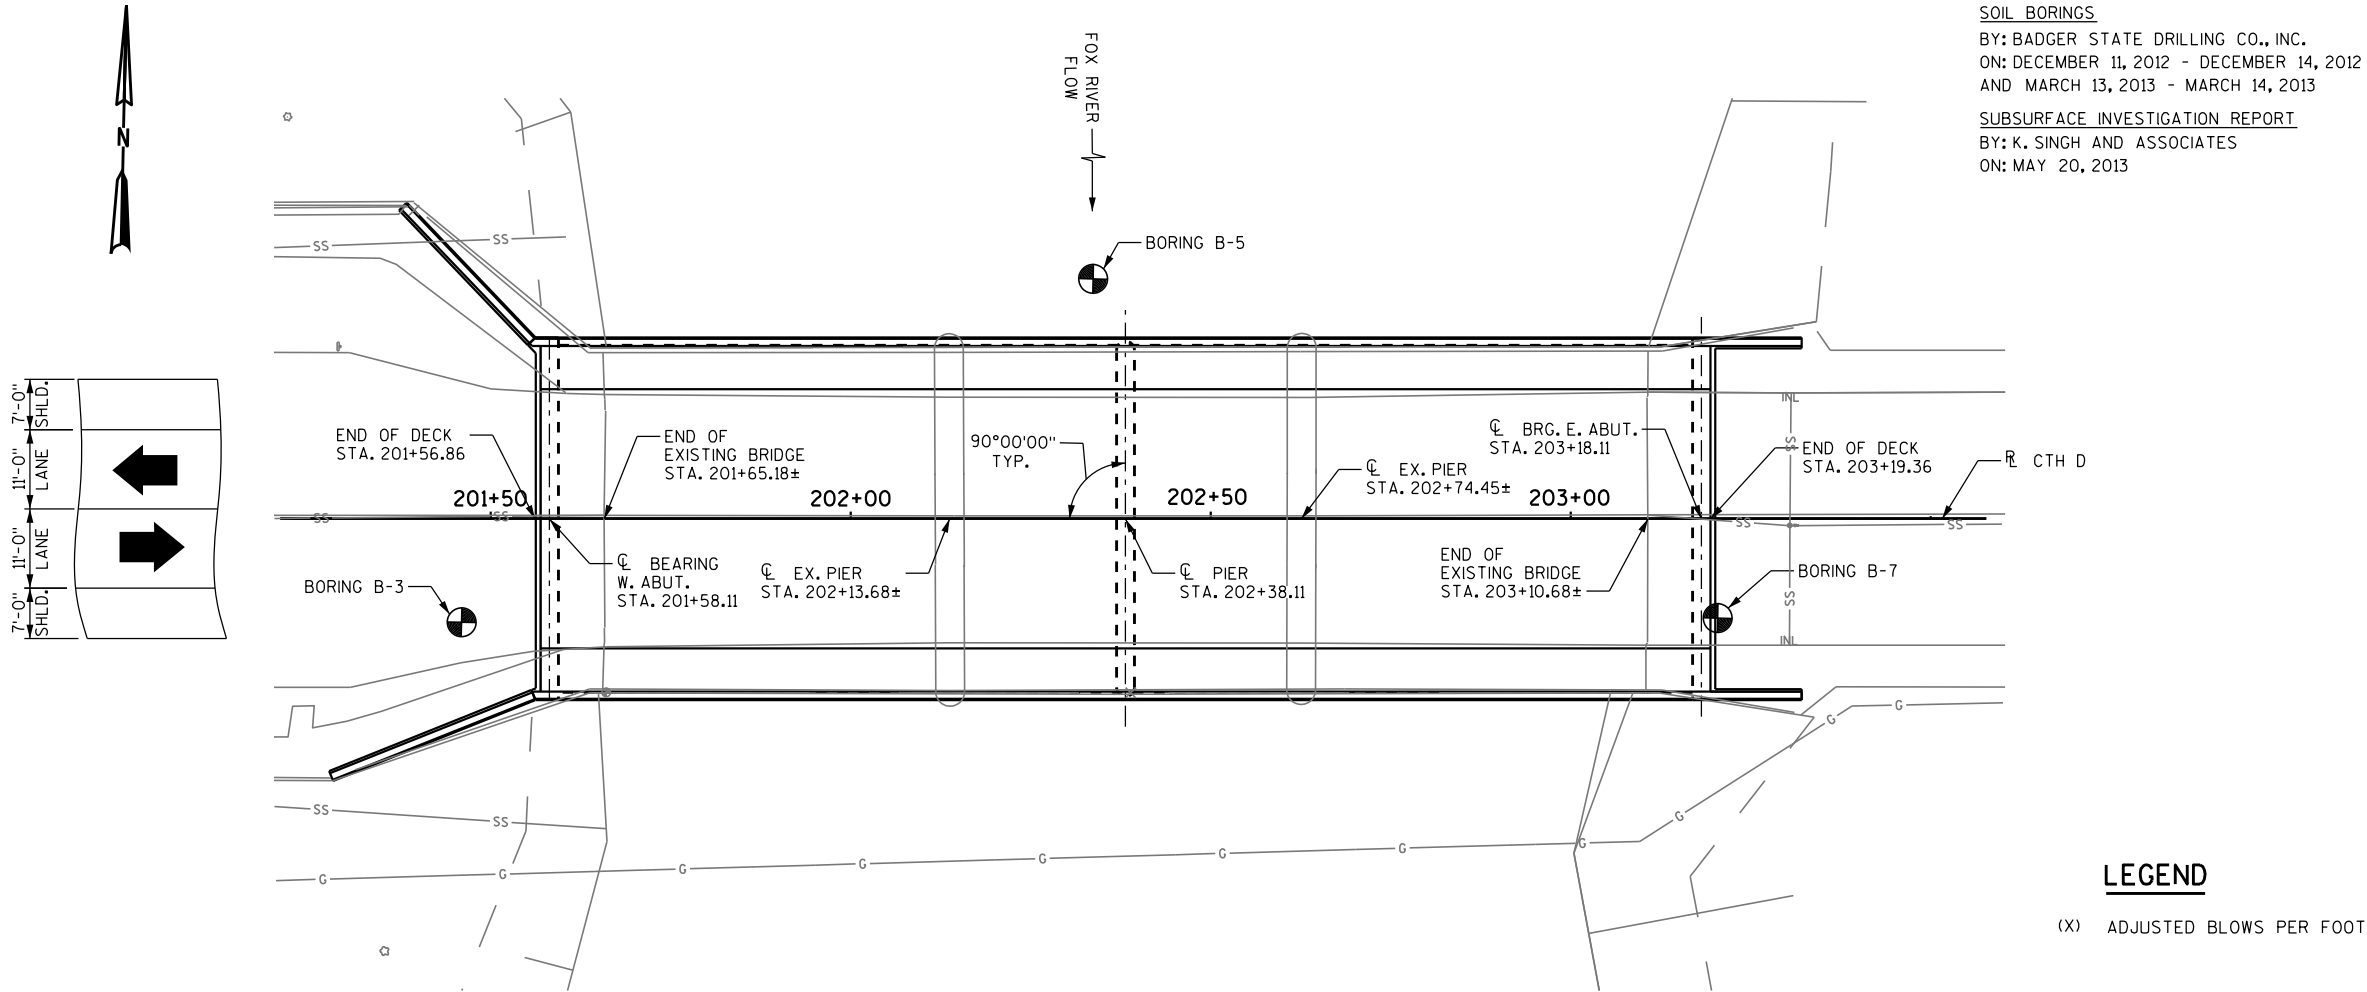 SOIL BORINGS
BY: BADGER STATE DRILLING CO., INC.
ON: DECEMBER 11, 2012 - DECEMBER 14, 2012
AND MARCH 13, 2013 - MARCH 14, 2013
SUBSURFACE INVESTIGATION REPORT
BY: K. SINGH AND ASSOCIATES
ON: MAY 20, 2013
N
FOX RIVER
FLOW
BORING B-5
SS
SS
7'-0"
SHLD.
11'-0"
LANE
11'-0"
LANE
7'-0"
SHLD.
END OF DECK
STA. 201+56.86
END OF
EXISTING BRIDGE
STA. 201+65.18±
90°00'00"
TYP.
℄ EX. PIER
STA. 202+74.45±
℄ BRG. E. ABUT.
STA. 203+18.11
INL
SS
END OF DECK
STA. 203+19.36
℞ CTH D
201+50
202+00
202+50
203+00
SS
SS
SS
SS
BORING B-3
℄ BEARING
W. ABUT.
STA. 201+58.11
℄ EX. PIER
STA. 202+13.68±
℄ PIER
STA. 202+38.11
END OF
EXISTING BRIDGE
STA. 203+10.68±
BORING B-7
SS
INL
SS
SS
G
G
G
G
G
G
G
G
G
G
G
LEGEND
(X) ADJUSTED BLOWS PER FOOT